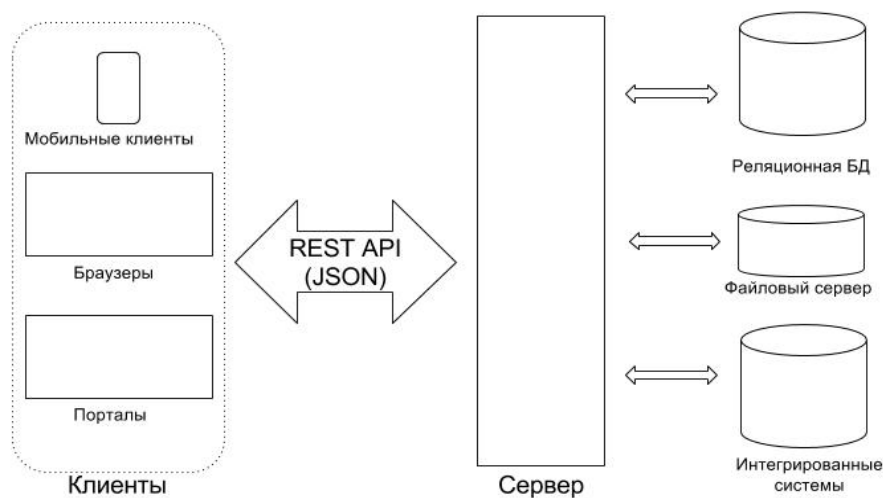 Мобильные клиенты
Браузеры
Порталы
Клиенты
REST API
(JSON)
Сервер
Реляционная БД
Файловый сервер
Интегрированные
системы